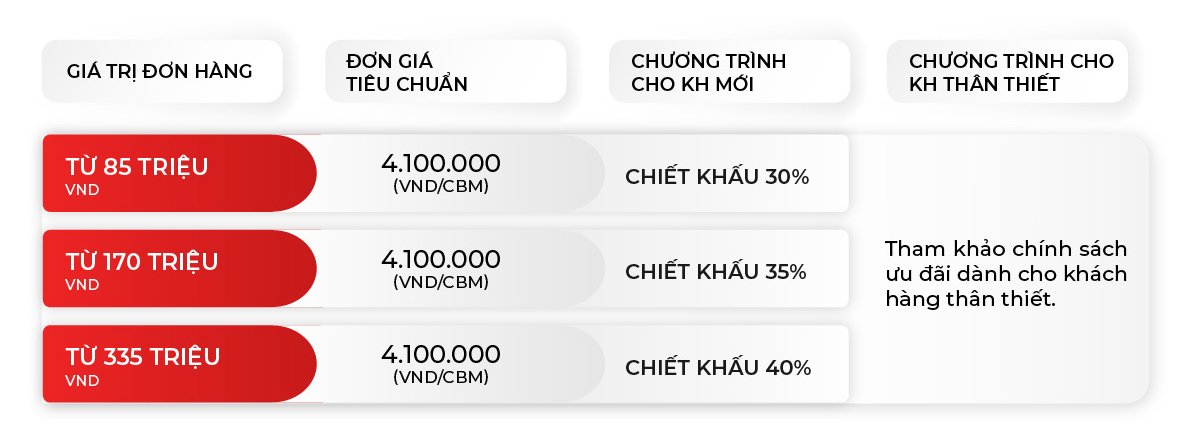 GIÁ TRỊ ĐƠN HÀNG
ĐƠN GIÁ
TIÊU CHUẨN
CHƯƠNG TRÌNH
CHO KH MỚI
CHƯƠNG TRÌNH CHO
KH THÂN THIẾT
TỪ 85 TRIỆU
VND
4.100.000
(VND/CBM)
CHIẾT KHẤU 30%
TỪ 170 TRIỆU
VND
4.100.000
(VND/CBM)
CHIẾT KHẤU 35%
TỪ 335 TRIỆU
VND
4.100.000
(VND/CBM)
CHIẾT KHẤU 40%
Tham khảo chính sách
ưu đãi dành cho khách
hàng thân thiết.